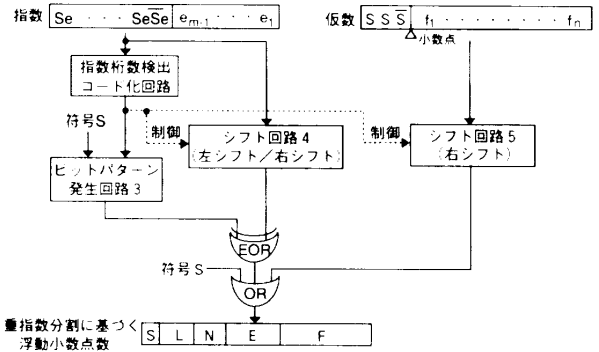 指数 Se ・・・ SeS̅e̅ e_{m-1}・・・e_1
仮数 S S S̅ f_1 ・・・・・・・・ f_n
小数点
指数桁数検出
コード化回路
符号S
制御
シフト回路4
(左シフト/右シフト)
制御
シフト回路5
(右シフト)
ビットパターン
発生回路3
EOR
符号S
OR
重指数分割に基づく
浮動小数点数
S L N E F